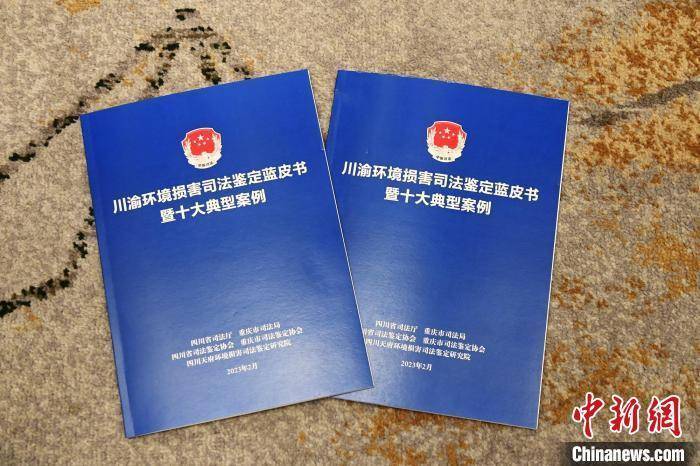 川渝环境损害司法鉴定蓝皮书
暨十大典型案例
四川省司法厅 重庆市司法局
四川省司法鉴定协会 重庆市司法鉴定协会
四川天府环境损害司法鉴定研究院
2023年2月
川渝环境损害司法鉴定蓝皮书
暨十大典型案例
四川省司法厅 重庆市司法局
省司法鉴定协会 重庆市司法鉴定协会
四川天府环境损害司法鉴定研究院
2023年2月
中新网
Chinanews.com